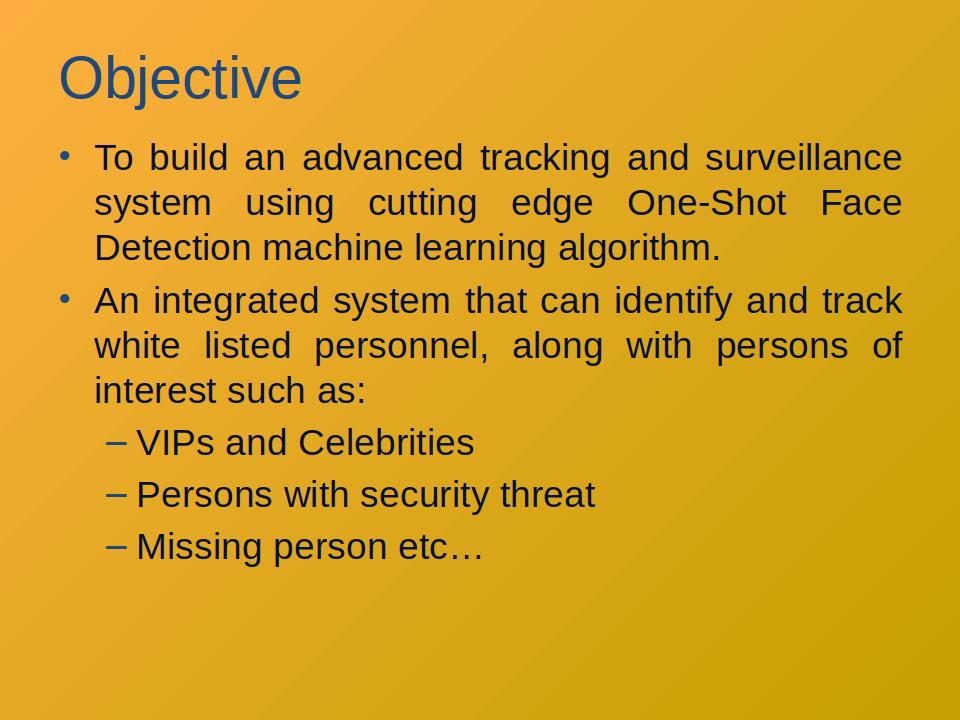 Objective
• To build an advanced tracking and surveillance
system using cutting edge One-Shot Face
Detection machine learning algorithm.
• An integrated system that can identify and track
white listed personnel, along with persons of
interest such as:
– VIPs and Celebrities
– Persons with security threat
– Missing person etc…